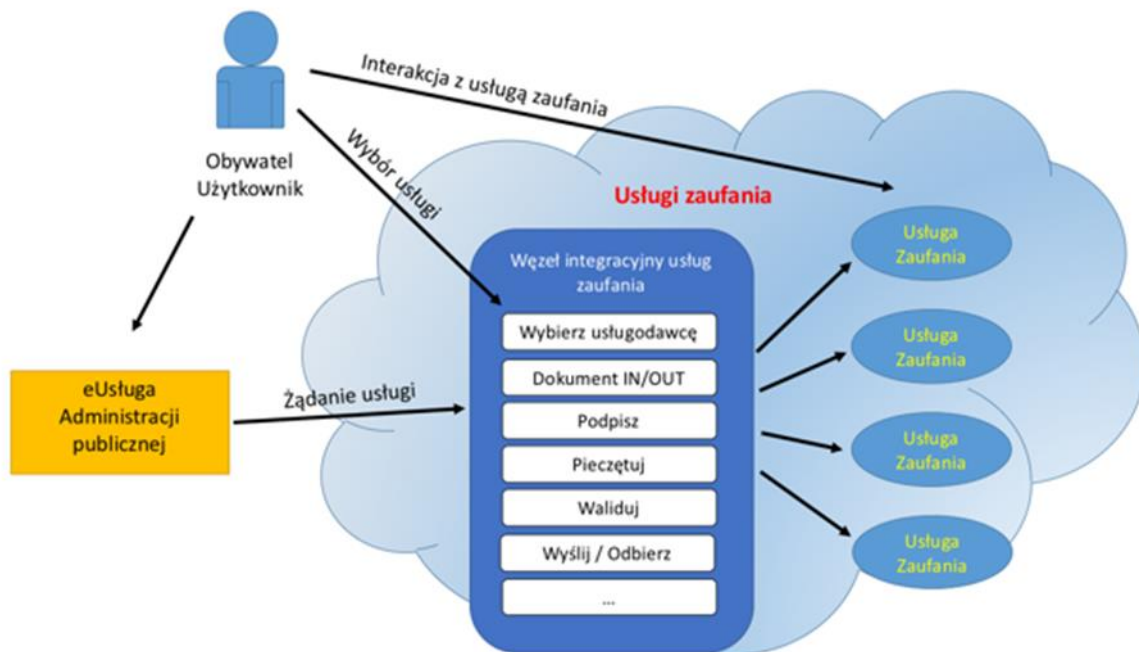 Interakcja z usługą zaufania
Wybór usługi
Obywatel
Użytkownik
Usługi zaufania
Usługa
Zaufania
Węzeł integracyjny usług
zaufania
Wybierz usługodawcę
Usługa
Zaufania
Dokument IN/OUT
eUsługa
Administracji
publicznej
Żądanie usługi
Podpisz
Usługa
Zaufania
Pieczętuj
Waliduj
Wyślij / Odbierz
Usługa
Zaufania
...